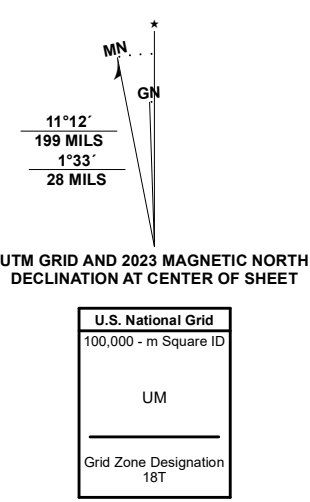 ★
MN
GN
11°12´
199 MILS
1°33´
28 MILS
UTM GRID AND 2023 MAGNETIC NORTH
DECLINATION AT CENTER OF SHEET
U.S. National Grid
100,000 - m Square ID
UM
Grid Zone Designation
18T